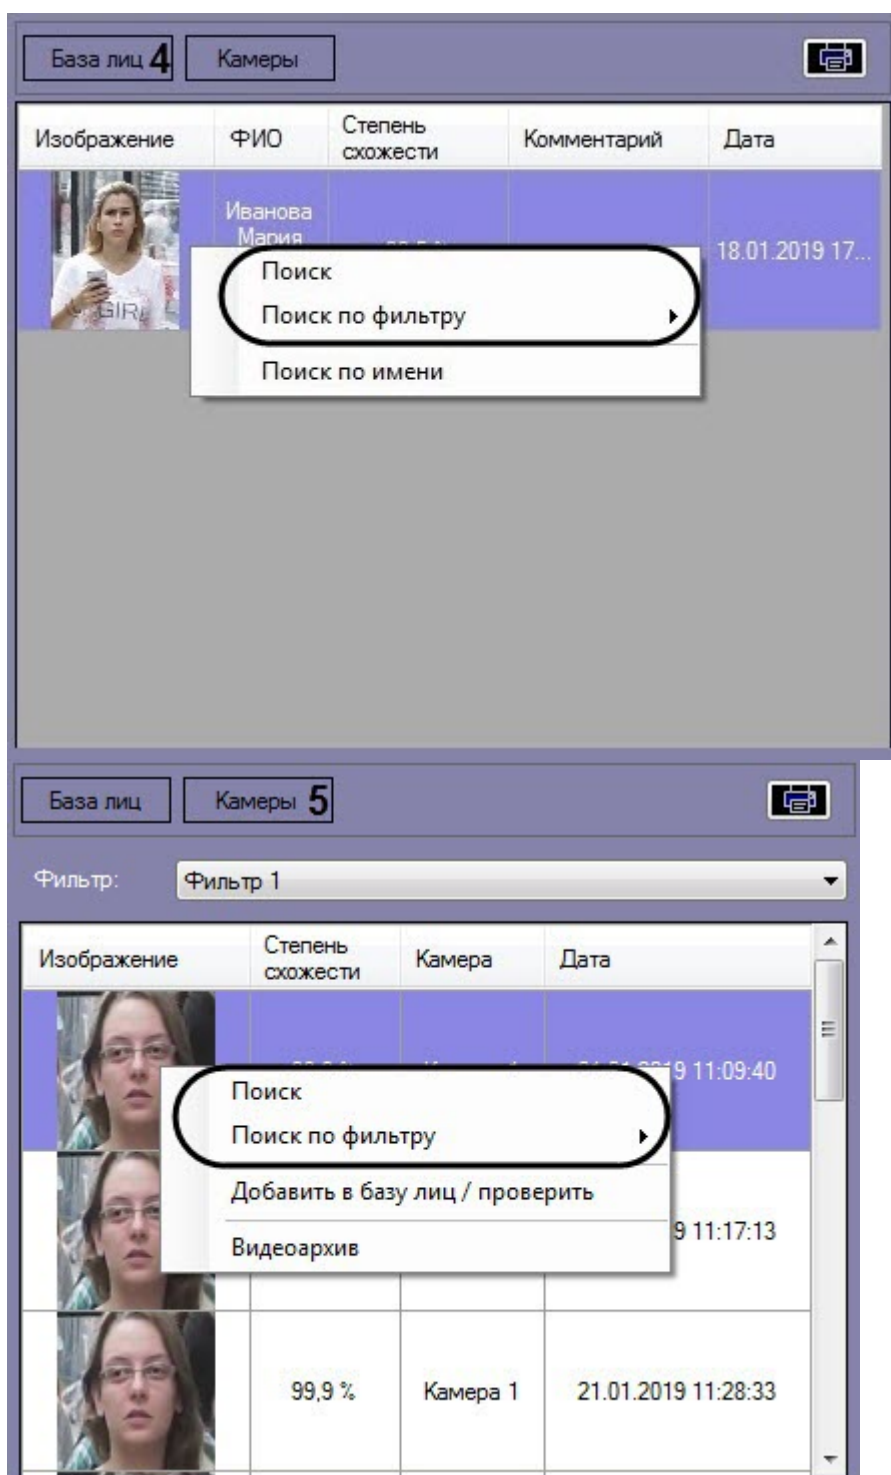 База лиц 4 Камеры
Изображение ФИО Степень схожести Комментарий Дата
Иванова
Мария
18.01.2019 17...
GIRL
Поиск
Поиск по фильтру
Поиск по имени
База лиц Камеры 5
Фильтр: Фильтр 1
Изображение Степень схожести Камера Дата
9 11:09:40
Поиск
Поиск по фильтру
Добавить в базу лиц / проверить
9 11:17:13
Видеоархив
99,9 % Камера 1 21.01.2019 11:28:33